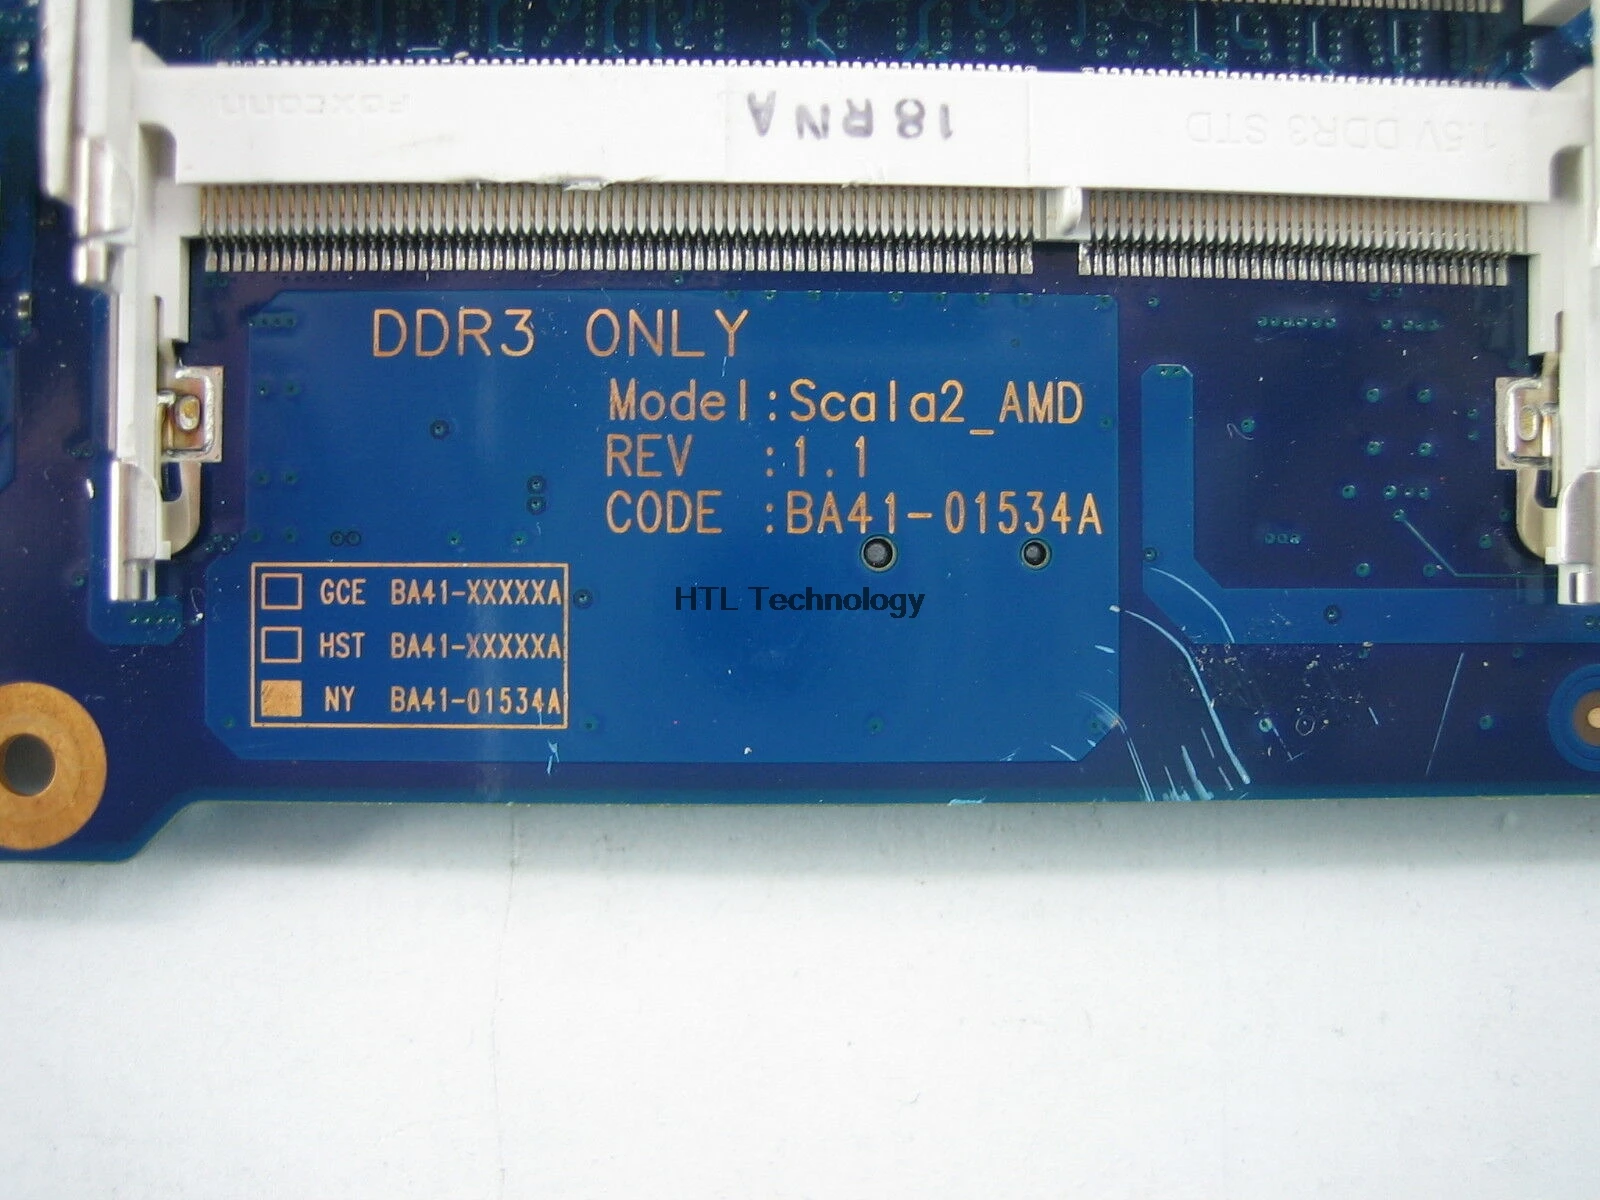 Foxconn
18RNA
1.5V DDR3 STD
DDR3 ONLY
Model:Scala2_AMD
REV :1.1
CODE :BA41-01534A
GCE BA41-XXXXXA
HST BA41-XXXXXA
NY BA41-01534A
HTL Technology